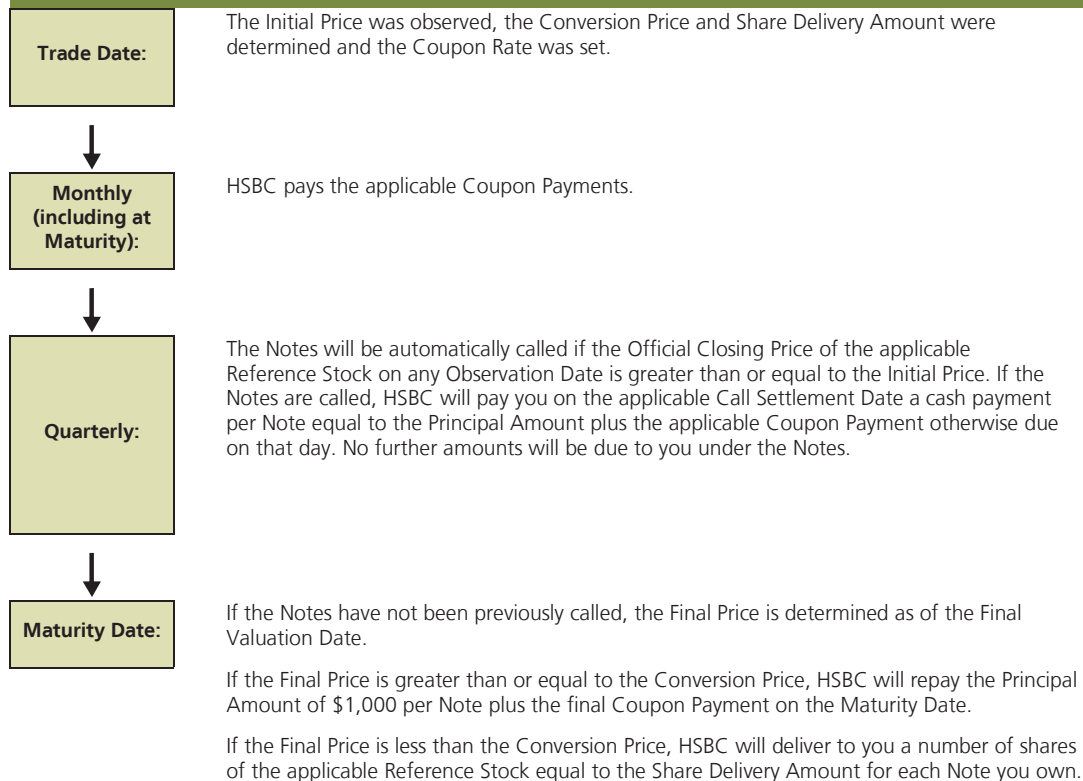 Trade Date:
The Initial Price was observed, the Conversion Price and Share Delivery Amount were
determined and the Coupon Rate was set.
Monthly
(including at
Maturity):
HSBC pays the applicable Coupon Payments.
Quarterly:
The Notes will be automatically called if the Official Closing Price of the applicable
Reference Stock on any Observation Date is greater than or equal to the Initial Price. If the
Notes are called, HSBC will pay you on the applicable Call Settlement Date a cash payment
per Note equal to the Principal Amount plus the applicable Coupon Payment otherwise due
on that day. No further amounts will be due to you under the Notes.
Maturity Date:
If the Notes have not been previously called, the Final Price is determined as of the Final
Valuation Date.
If the Final Price is greater than or equal to the Conversion Price, HSBC will repay the Principal
Amount of $1,000 per Note plus the final Coupon Payment on the Maturity Date.
If the Final Price is less than the Conversion Price, HSBC will deliver to you a number of shares
of the applicable Reference Stock equal to the Share Delivery Amount for each Note you own.